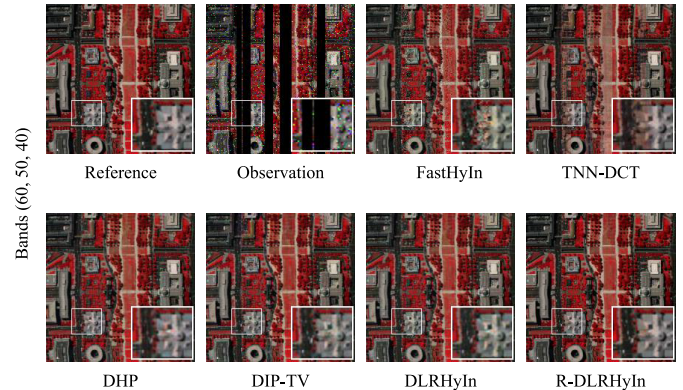 Bands (60, 50, 40)
Reference
Observation
FastHyIn
TNN-DCT
DHP
DIP-TV
DLRHyIn
R-DLRHyIn